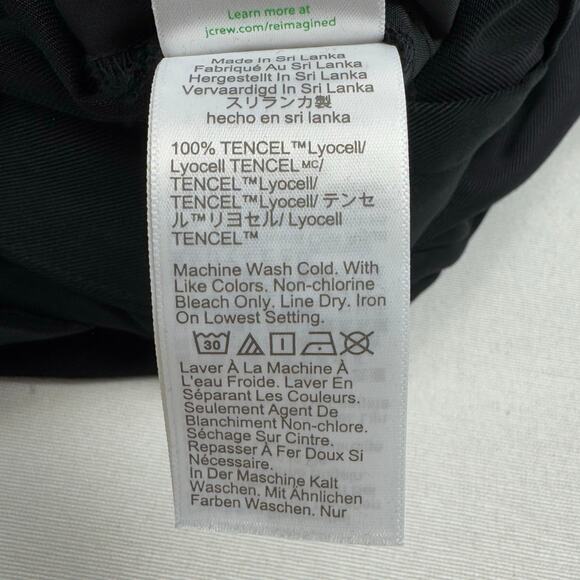 Learn more at
jcrew.com/reimagined
Made In Sri Lanka
Fabriqué Au Sri Lanka
Hergestellt In Sri Lanka
Vervaardigd In Sri Lanka
スリランカ製
hecho en sri lanka
100% TENCEL™Lyocell/
Lyocell TENCELMC/
TENCEL™Lyocell/
TENCEL™Lyocell/ テンセ
ル™リヨセル/ Lyocell
TENCEL™
Machine Wash Cold. With
Like Colors. Non-chlorine
Bleach Only. Line Dry. Iron
On Lowest Setting.
30
Laver À La Machine À
L'eau Froide. Laver En
Séparant Les Couleurs.
Seulement Agent De
Blanchiment Non-chlore.
Séchage Sur Cintre.
Repasser À Fer Doux Si
Nécessaire.
In Der Maschine Kalt
Waschen. Mit Ähnlichen
Farben Waschen. Nur